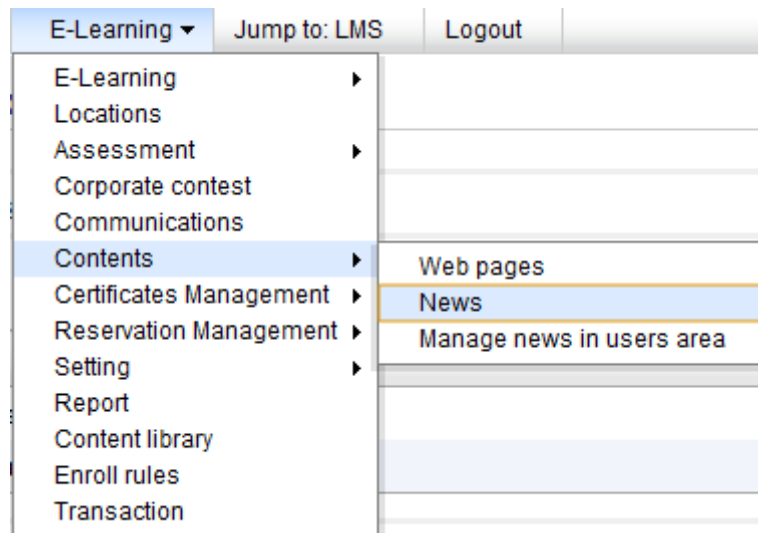 E-Learning Jump to: LMS Logout
E-Learning
Locations
Assessment
Corporate contest
Communications
Contents
Certificates Management
Reservation Management
Setting
Report
Content library
Enroll rules
Transaction
Web pages
News
Manage news in users area